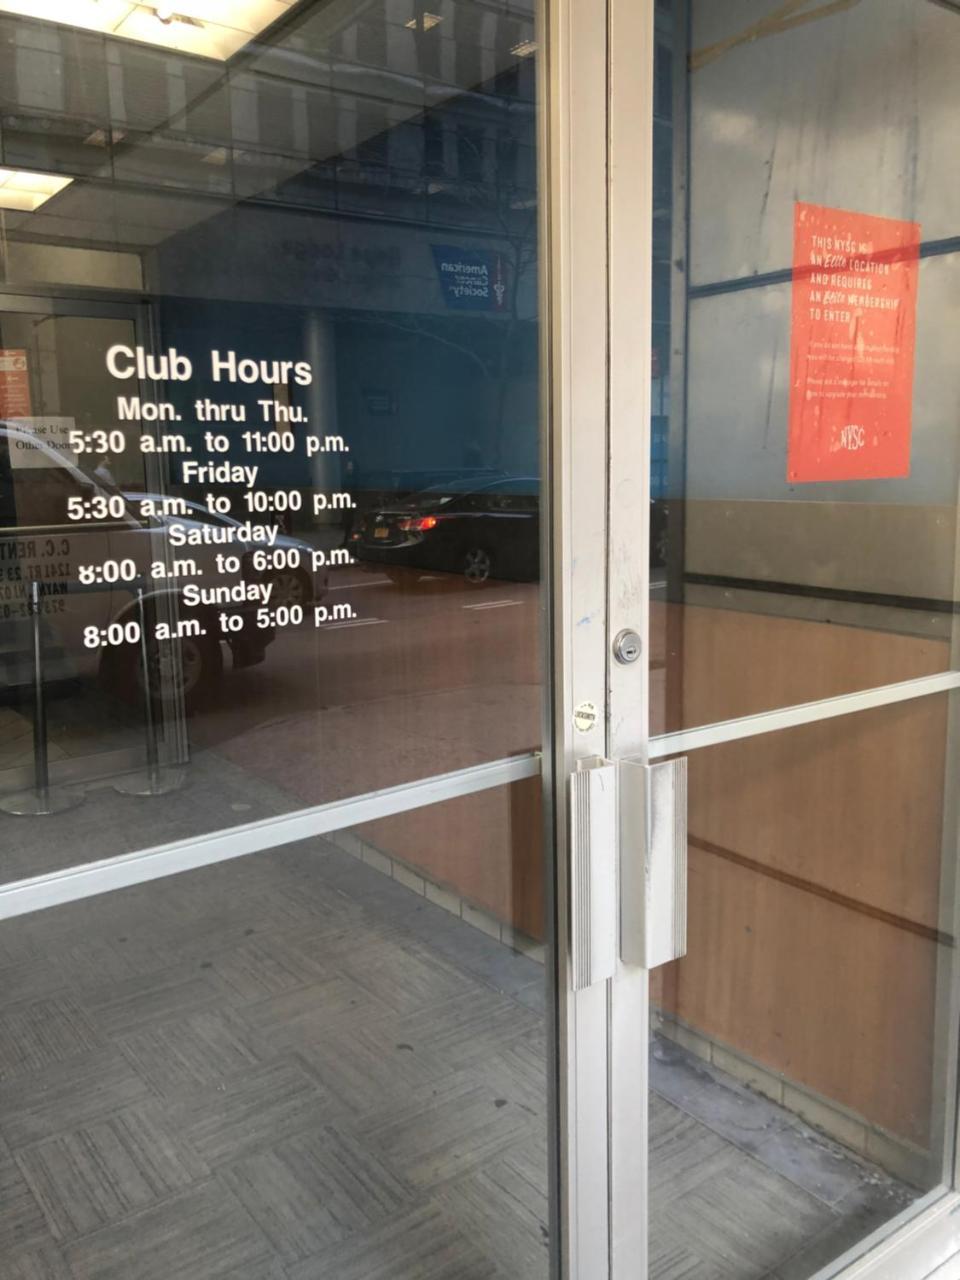 Club Hours
Mon. thru Thu.
5:30 a.m. to 11:00 p.m.
Friday
5:30 a.m. to 10:00 p.m.
Saturday
8:00 a.m. to 6:00 p.m.
Sunday
8:00 a.m. to 5:00 p.m.
Please Use
Other Door
American
Cancer
Society
C.C. RENT
THIS NYSC IS
AN Elite LOCATION
AND REQUIRES
AN Elite MEMBERSHIP
TO ENTER
NYSC
LOCKSMITH